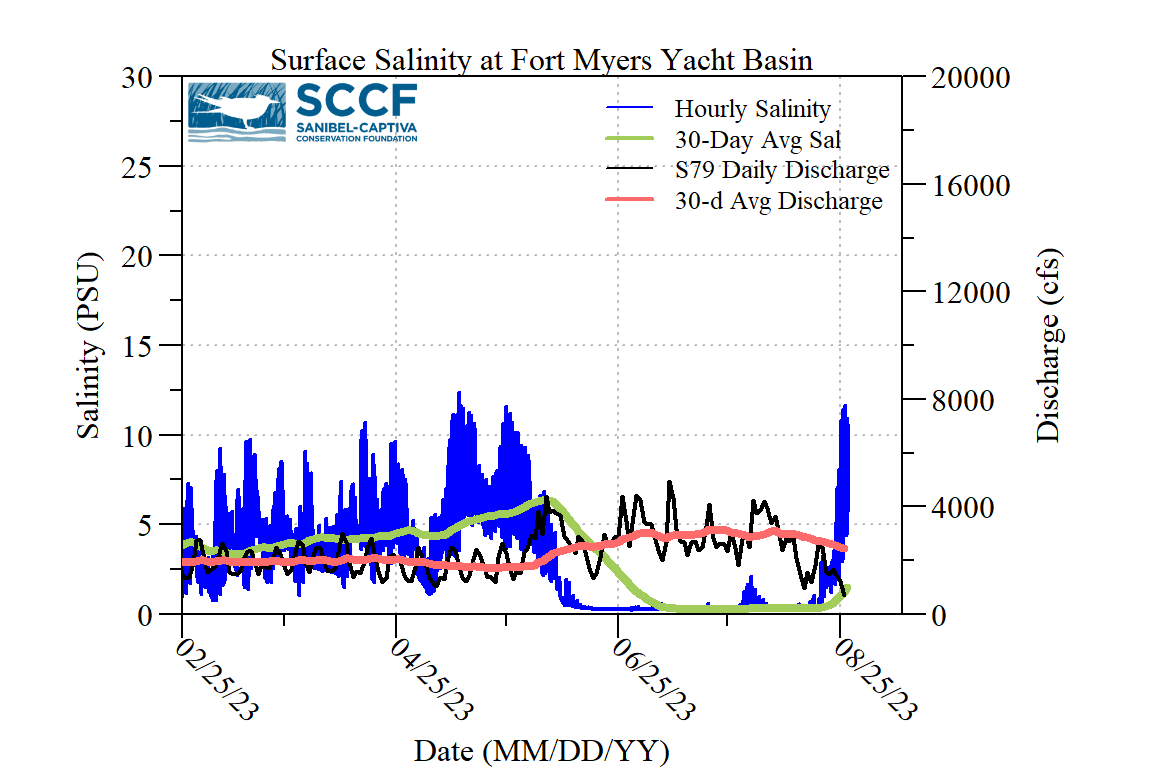 Surface Salinity at Fort Myers Yacht Basin
SCCF
SANIBEL-CAPTIVA
CONSERVATION FOUNDATION
Hourly Salinity
30-Day Avg Sal
S79 Daily Discharge
30-d Avg Discharge
30
25
20
15
10
5
0
Salinity (PSU)
20000
16000
12000
8000
4000
0
Discharge (cfs)
02/25/23
04/25/23
06/25/23
08/25/23
Date (MM/DD/YY)